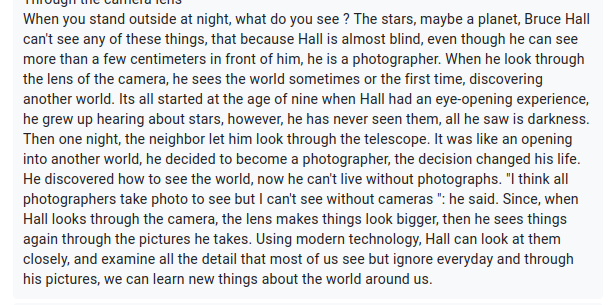 Through the camera lens
When you stand outside at night, what do you see ? The stars, maybe a planet, Bruce Hall
can't see any of these things, that because Hall is almost blind, even though he can see
more than a few centimeters in front of him, he is a photographer. When he look through
the lens of the camera, he sees the world sometimes or the first time, discovering
another world. Its all started at the age of nine when Hall had an eye-opening experience,
he grew up hearing about stars, however, he has never seen them, all he saw is darkness.
Then one night, the neighbor let him look through the telescope. It was like an opening
into another world, he decided to become a photographer, the decision changed his life.
He discovered how to see the world, now he can't live without photographs. "I think all
photographers take photo to see but I can't see without cameras ": he said. Since, when
Hall looks through the camera, the lens makes things look bigger, then he sees things
again through the pictures he takes. Using modern technology, Hall can look at them
closely, and examine all the detail that most of us see but ignore everyday and through
his pictures, we can learn new things about the world around us.